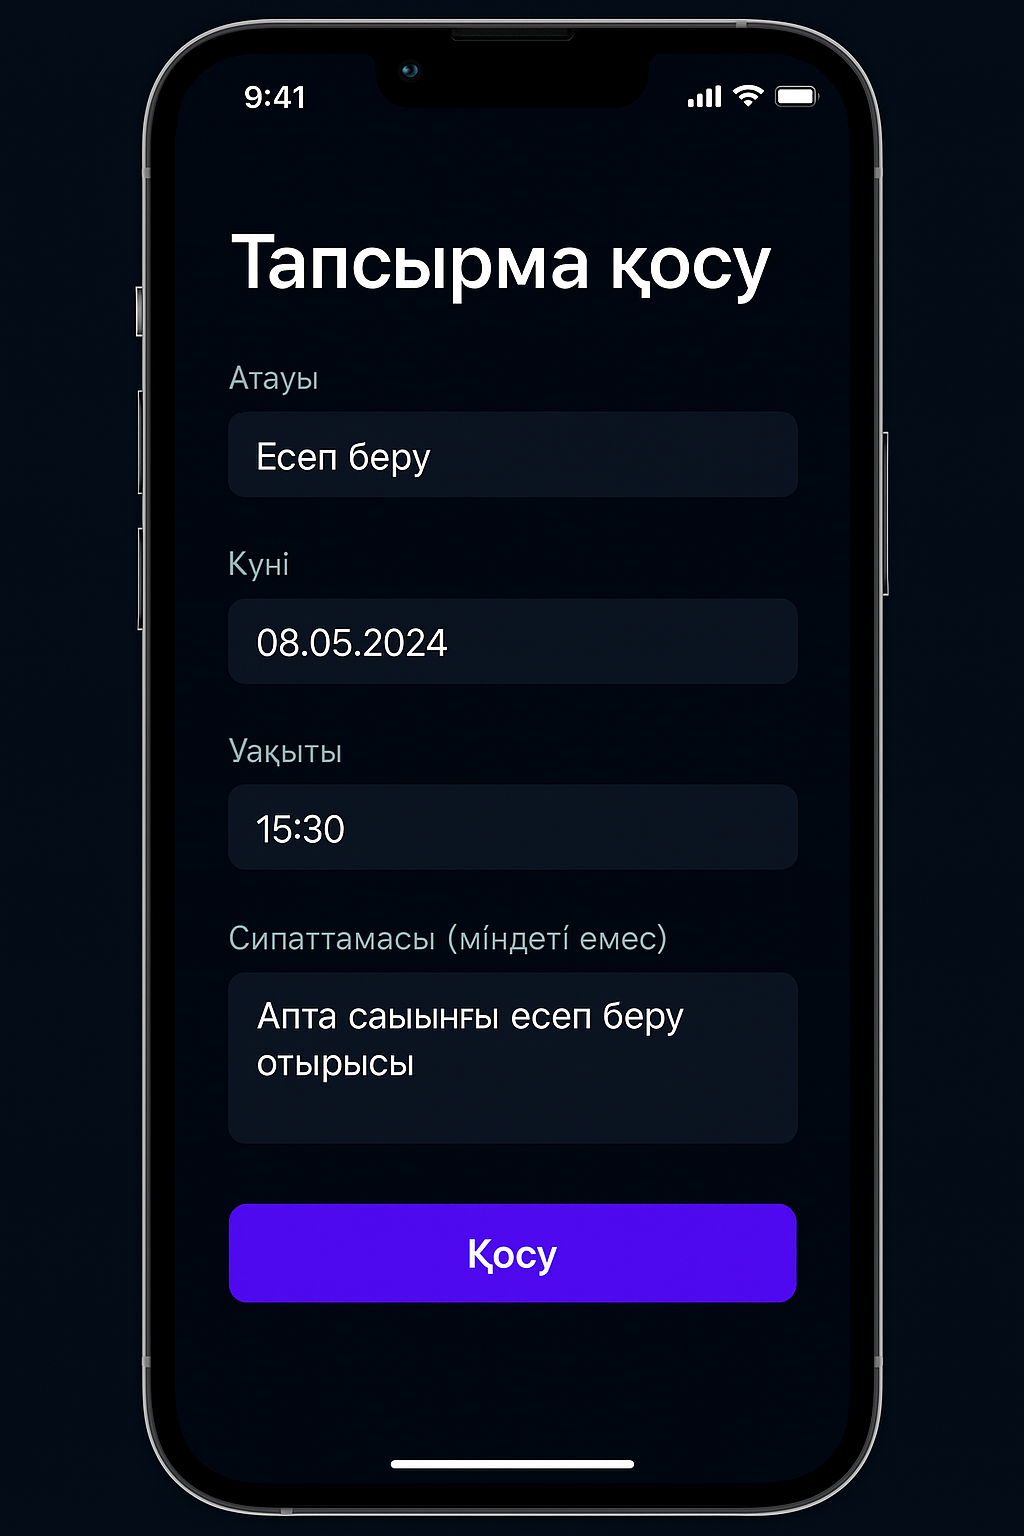 9:41
Тапсырма қосу
Атауы
Есеп беру
Куні
08.05.2024
Уақыты
15:30
Сипаттамасы (міндеті емес)
Апта саыынғы есеп беру
отырысы
Қосу